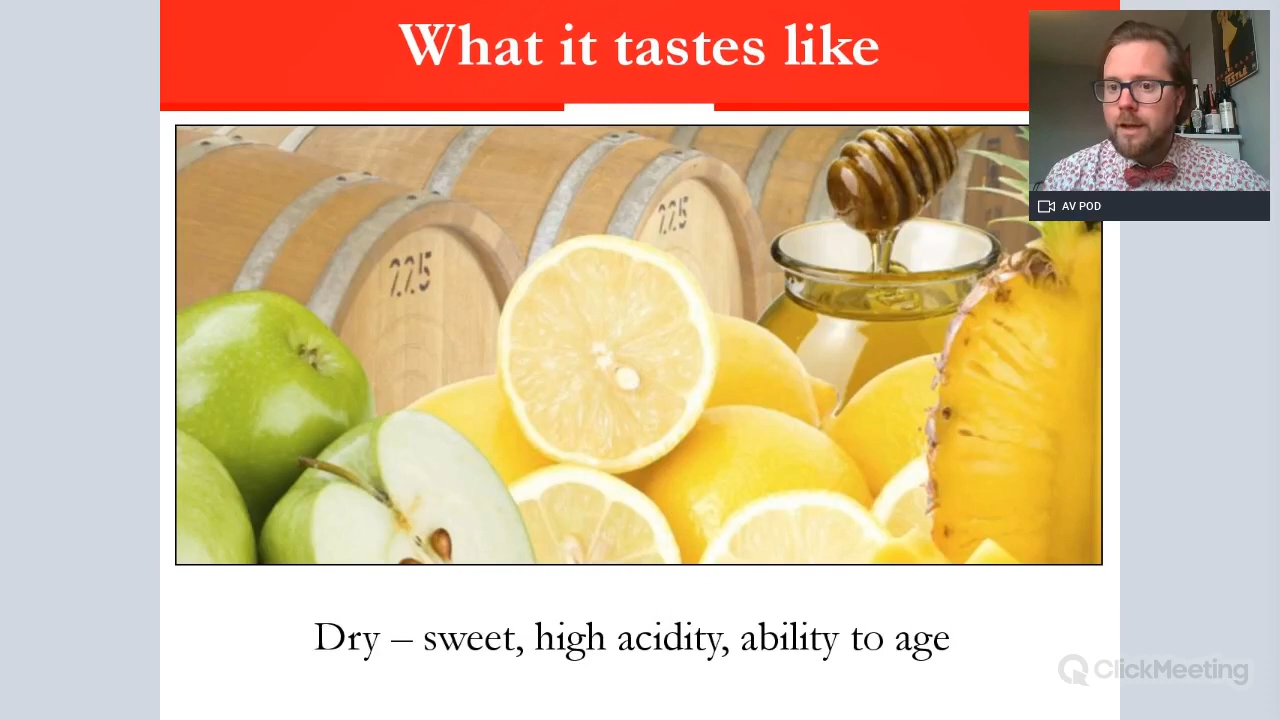 What it tastes like
225
225
AV POD
Dry – sweet, high acidity, ability to age
ClickMeeting